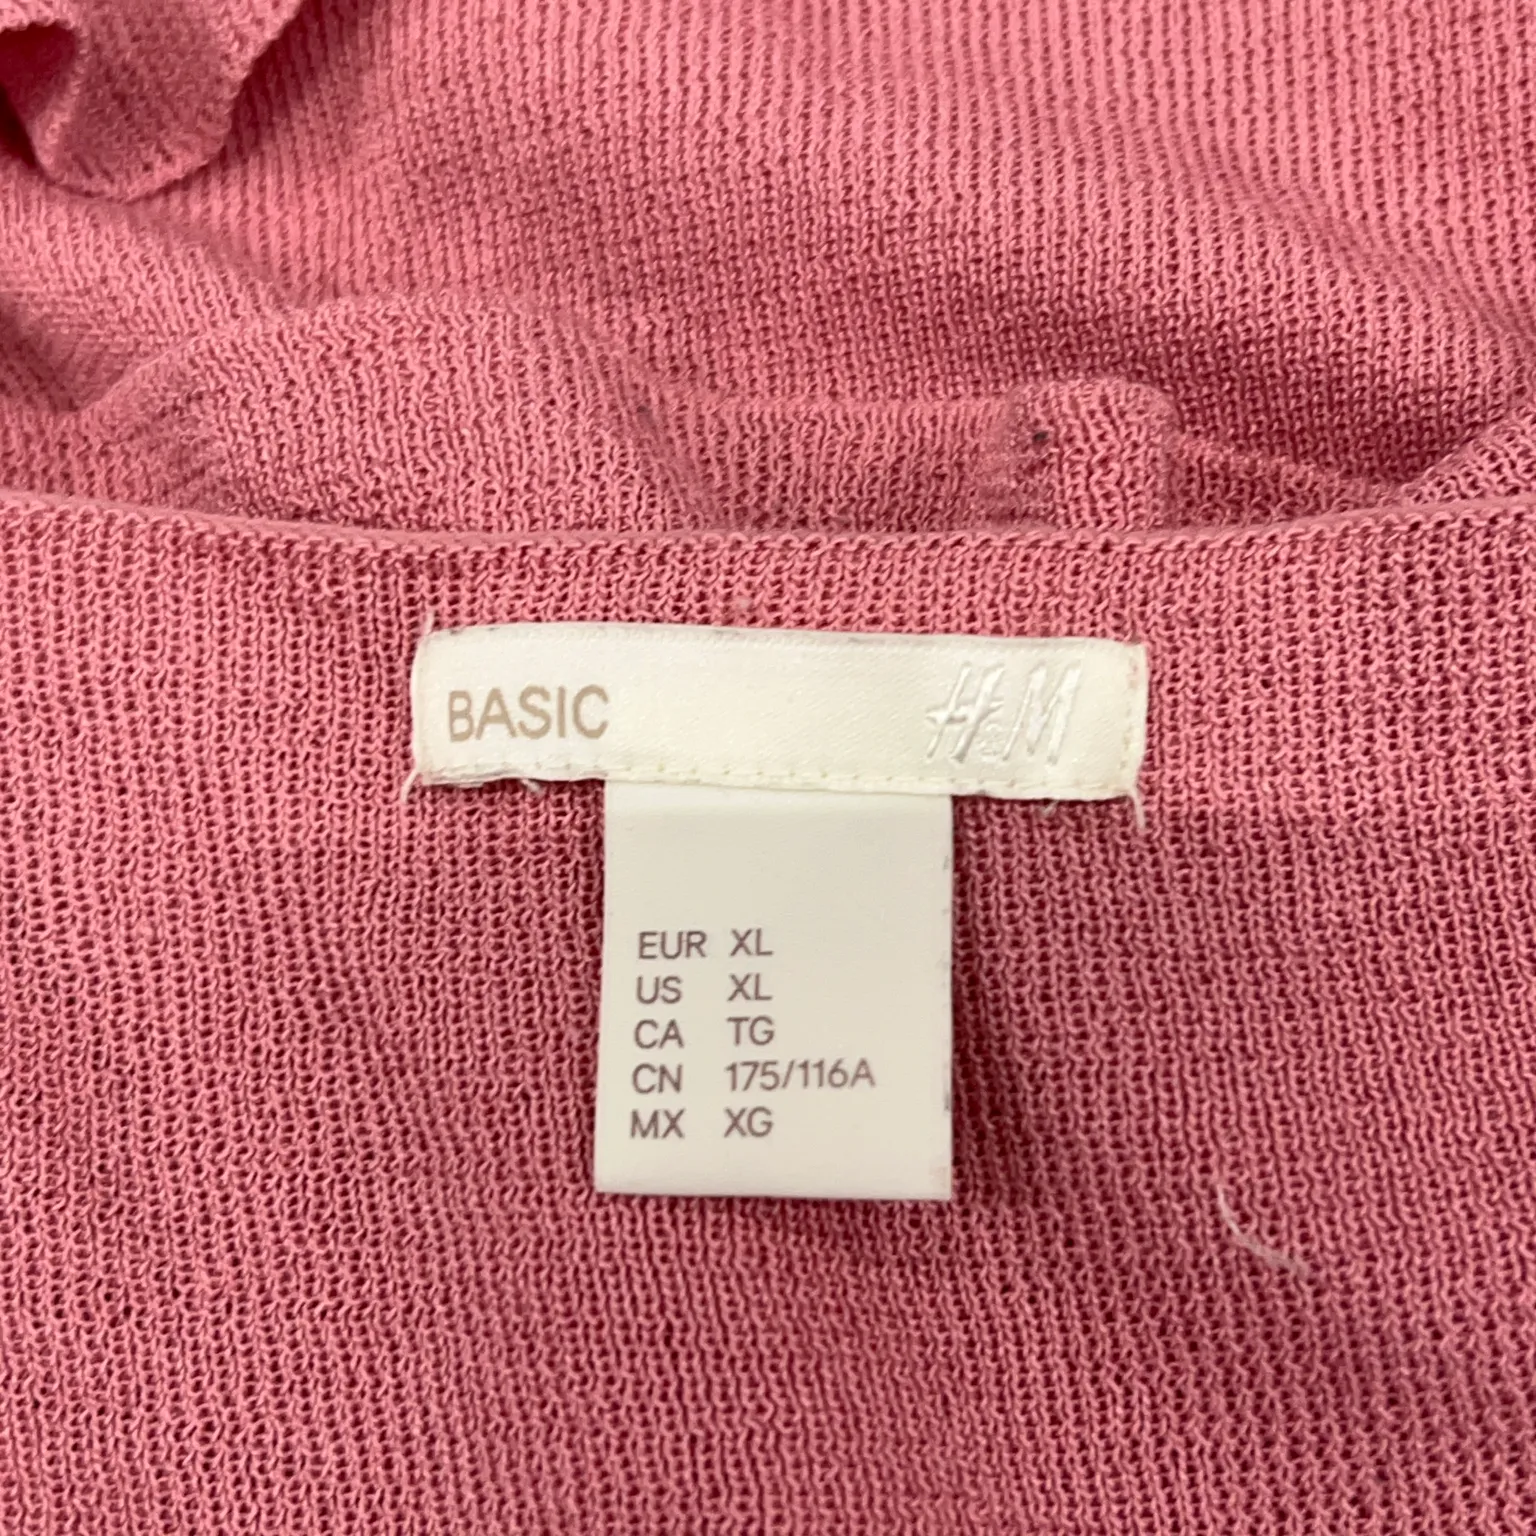 BASIC H&M
EUR XL
US XL
CA TG
CN 175/116A
MX XG